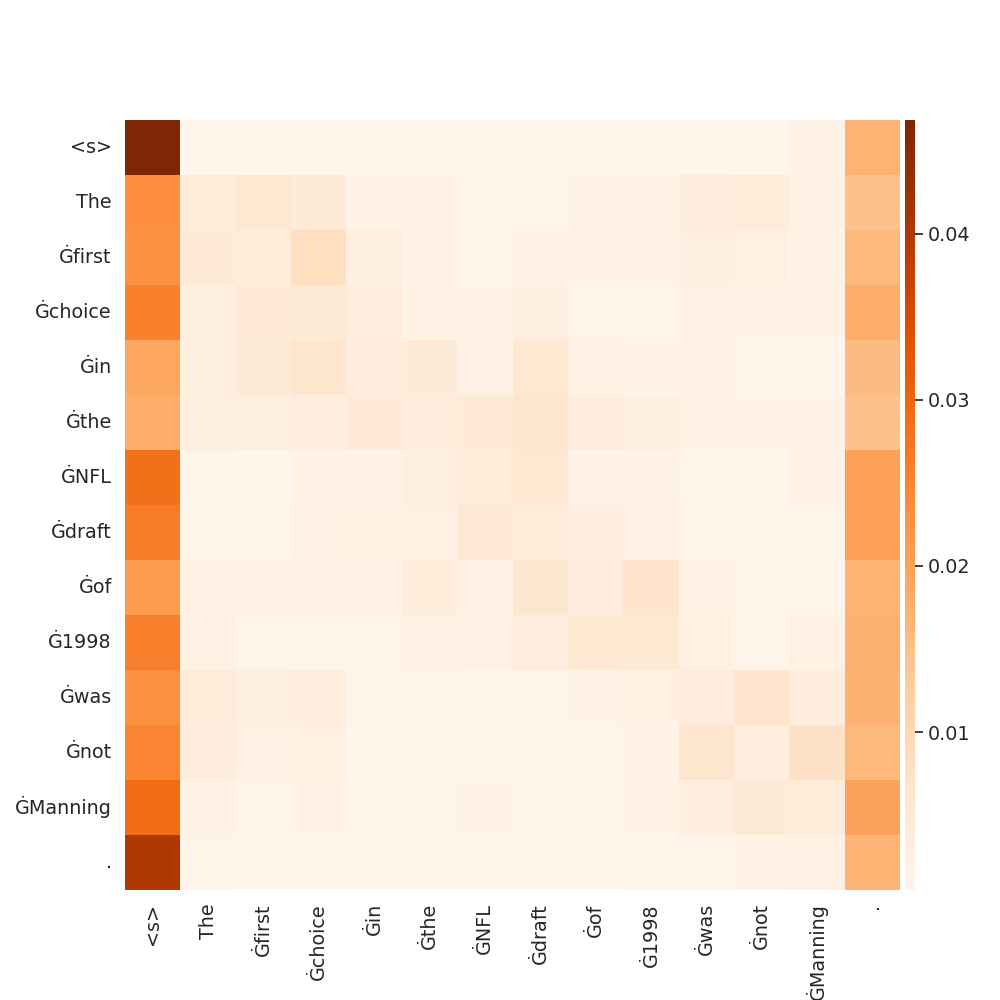 <s>
The
Ġfirst
Ġchoice
Ġin
Ġthe
ĠNFL
Ġdraft
Ġof
Ġ1998
Ġwas
Ġnot
ĠManning
.
0.04
0.03
0.02
0.01
<s>
The
Ġfirst
Ġchoice
Ġin
Ġthe
ĠNFL
Ġdraft
Ġof
Ġ1998
Ġwas
Ġnot
ĠManning
.